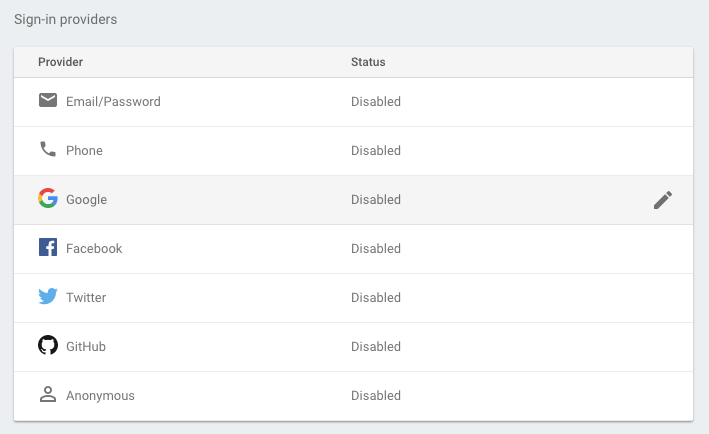 Sign-in providers
Provider Status
Email/Password Disabled
Phone Disabled
Google Disabled
Facebook Disabled
Twitter Disabled
GitHub Disabled
Anonymous Disabled